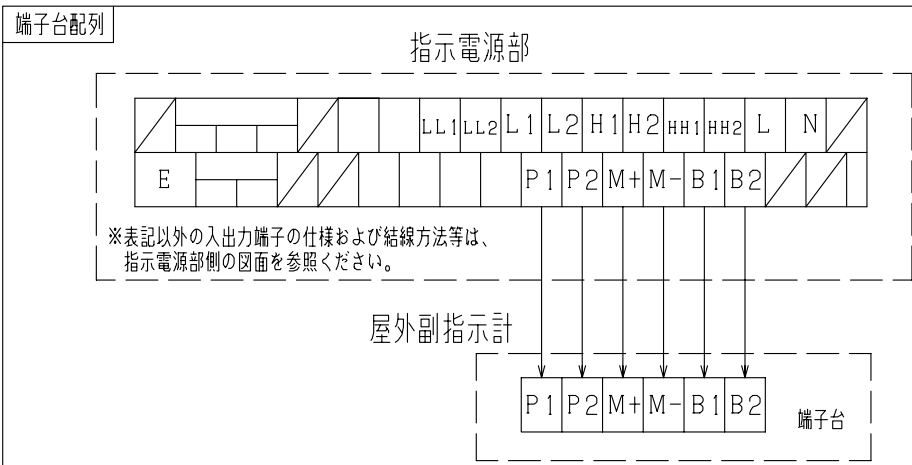 端子台配列
指示電源部
LL1 LL2 L1 L2 H1 H2 HH1 HH2 L N
E P1 P2 M+ M- B1 B2
※表記以外の入出力端子の仕様および結線方法等は、
指示電源部側の図面を参照ください。
屋外副指示計
P1 P2 M+ M- B1 B2
端子台